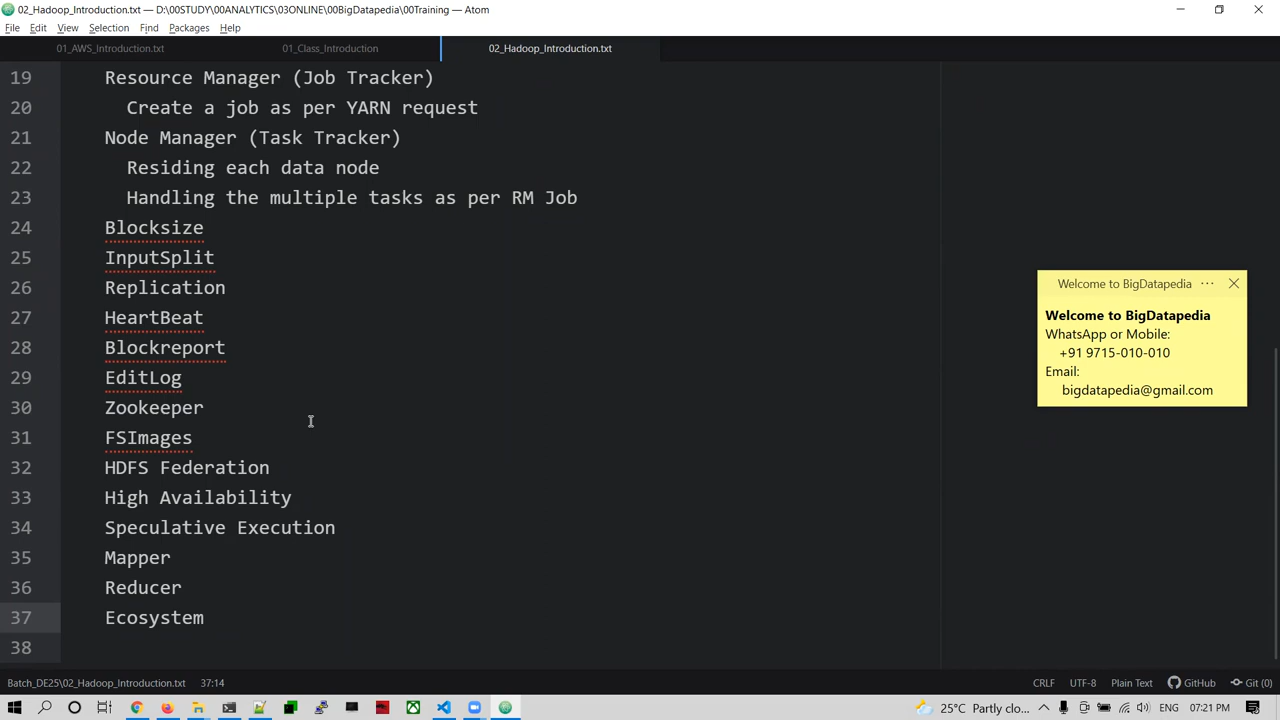 02_Hadoop_Introduction.txt — D:\00STUDY\00ANALYTICS\03ONLINE\00BigDatapedia\00Training — Atom
File Edit View Selection Find Packages Help
01_AWS_Introduction.txt 01_Class_Introduction 02_Hadoop_Introduction.txt
19 Resource Manager (Job Tracker)
20 Create a job as per YARN request
21 Node Manager (Task Tracker)
22 Residing each data node
23 Handling the multiple tasks as per RM Job
24 Blocksize
25 InputSplit
26 Replication
27 HeartBeat
28 Blockreport
29 EditLog
30 Zookeeper
31 FSImages
32 HDFS Federation
33 High Availability
34 Speculative Execution
35 Mapper
36 Reducer
37 Ecosystem
38
Welcome to BigDatapedia
Welcome to BigDatapedia
WhatsApp or Mobile:
+91 9715-010-010
Email:
bigdatapedia@gmail.com
Batch_DE25\02_Hadoop_Introduction.txt 37:14 CRLF UTF-8 Plain Text GitHub Git (0)
25°C Partly clo... ENG 07:21 PM